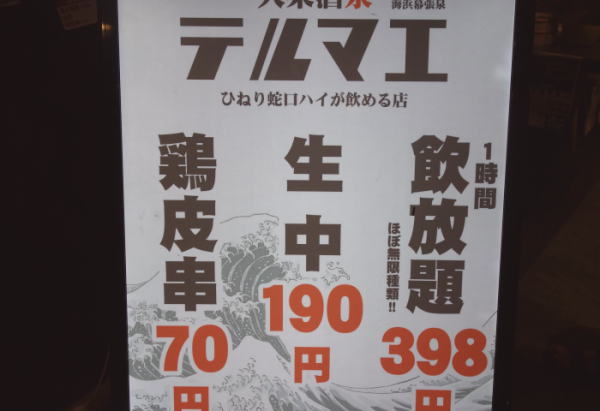 大衆酒泉
海浜幕張泉
テルマエ
ひねり蛇口ハイが飲める店
1時間
飲放題
ほぼ無限種類!!
398
円
生中
190
円
鶏皮串
70
円